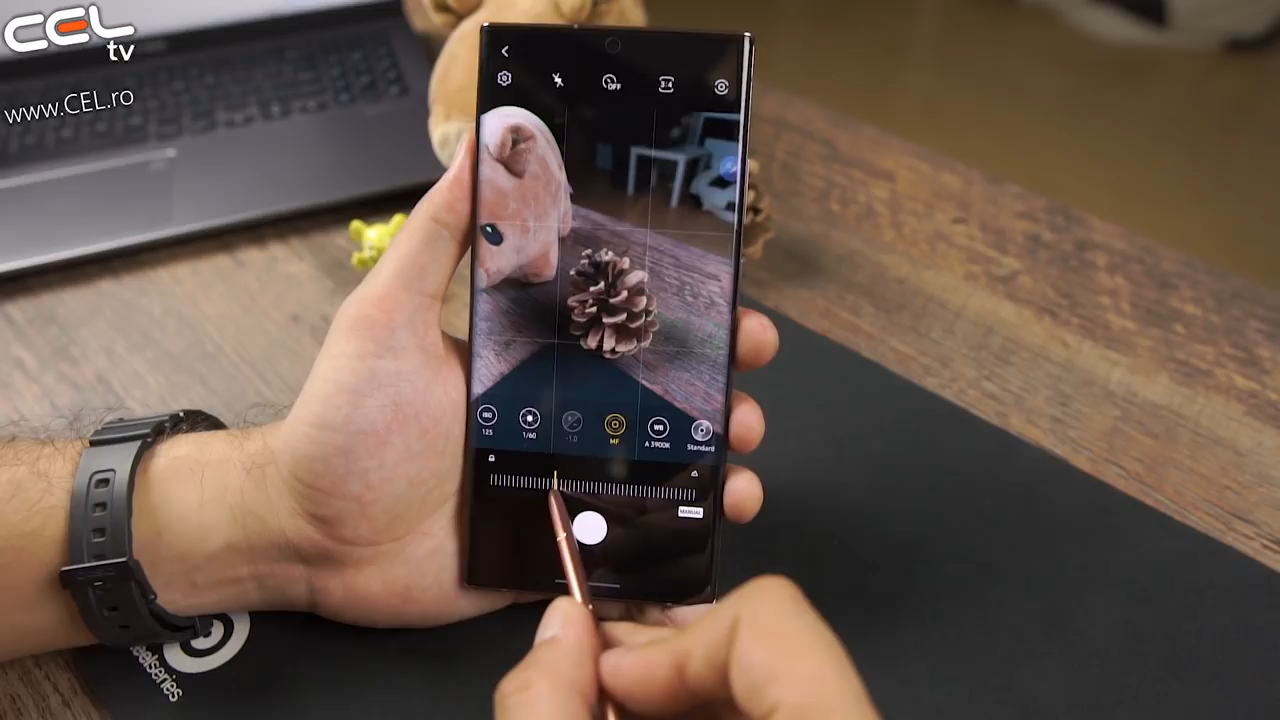 CEL
tv
www.CEL.ro
OFF
3:4
ISO
WB
125
1/60
-1.0
MF
A 3900K
Standard
MANUAL
steelseries